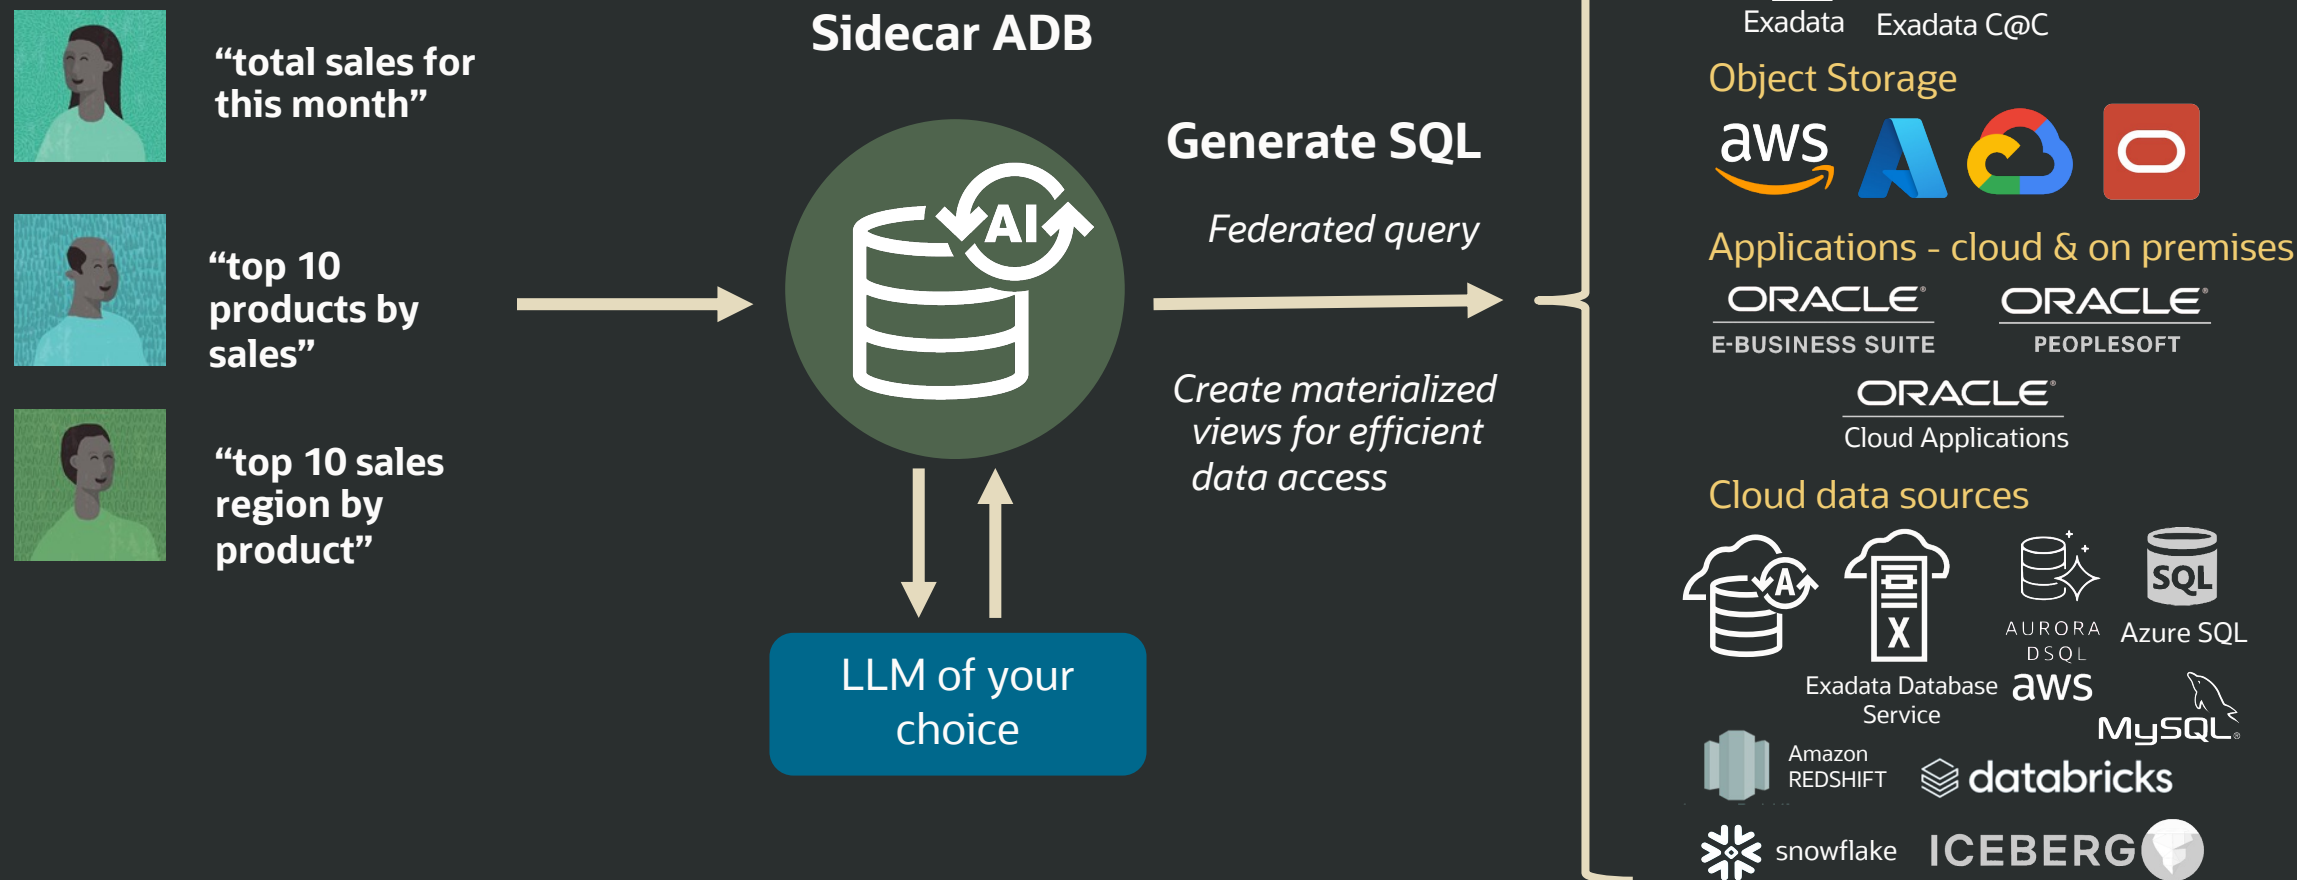 “total sales for
this month”
“top 10
products by
sales”
“top 10 sales
region by
product”
Sidecar ADB
AI
LLM of your
choice
Generate SQL
Federated query
Create materialized
views for efficient
data access
Exadata
Exadata C@C
Object Storage
aws
Applications - cloud & on premises
ORACLE®
E-BUSINESS SUITE
ORACLE®
PEOPLESOFT
ORACLE®
Cloud Applications
Cloud data sources
A
X
Exadata Database
Service
AURORA
DSQL
aws
SQL
Azure SQL
MySQL®
Amazon
REDSHIFT
databricks
snowflake
ICEBERG